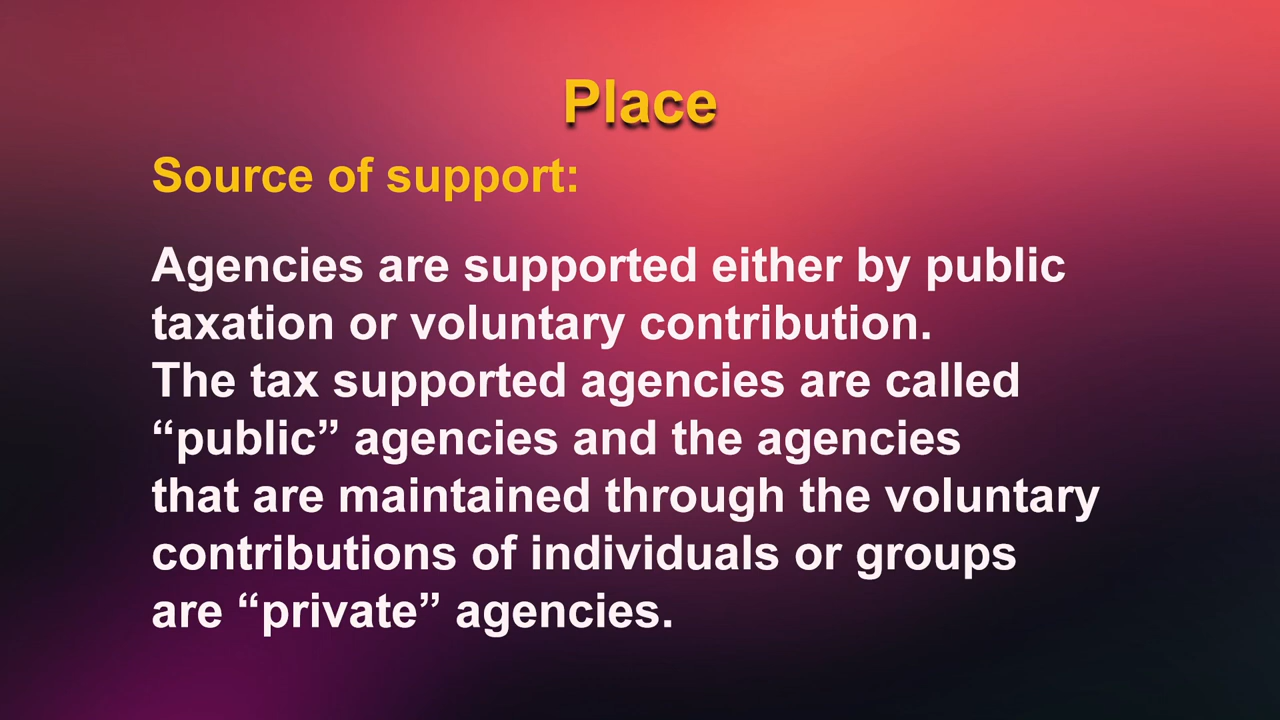 Place
Source of support:
Agencies are supported either by public
taxation or voluntary contribution.
The tax supported agencies are called
“public” agencies and the agencies
that are maintained through the voluntary
contributions of individuals or groups
are “private” agencies.